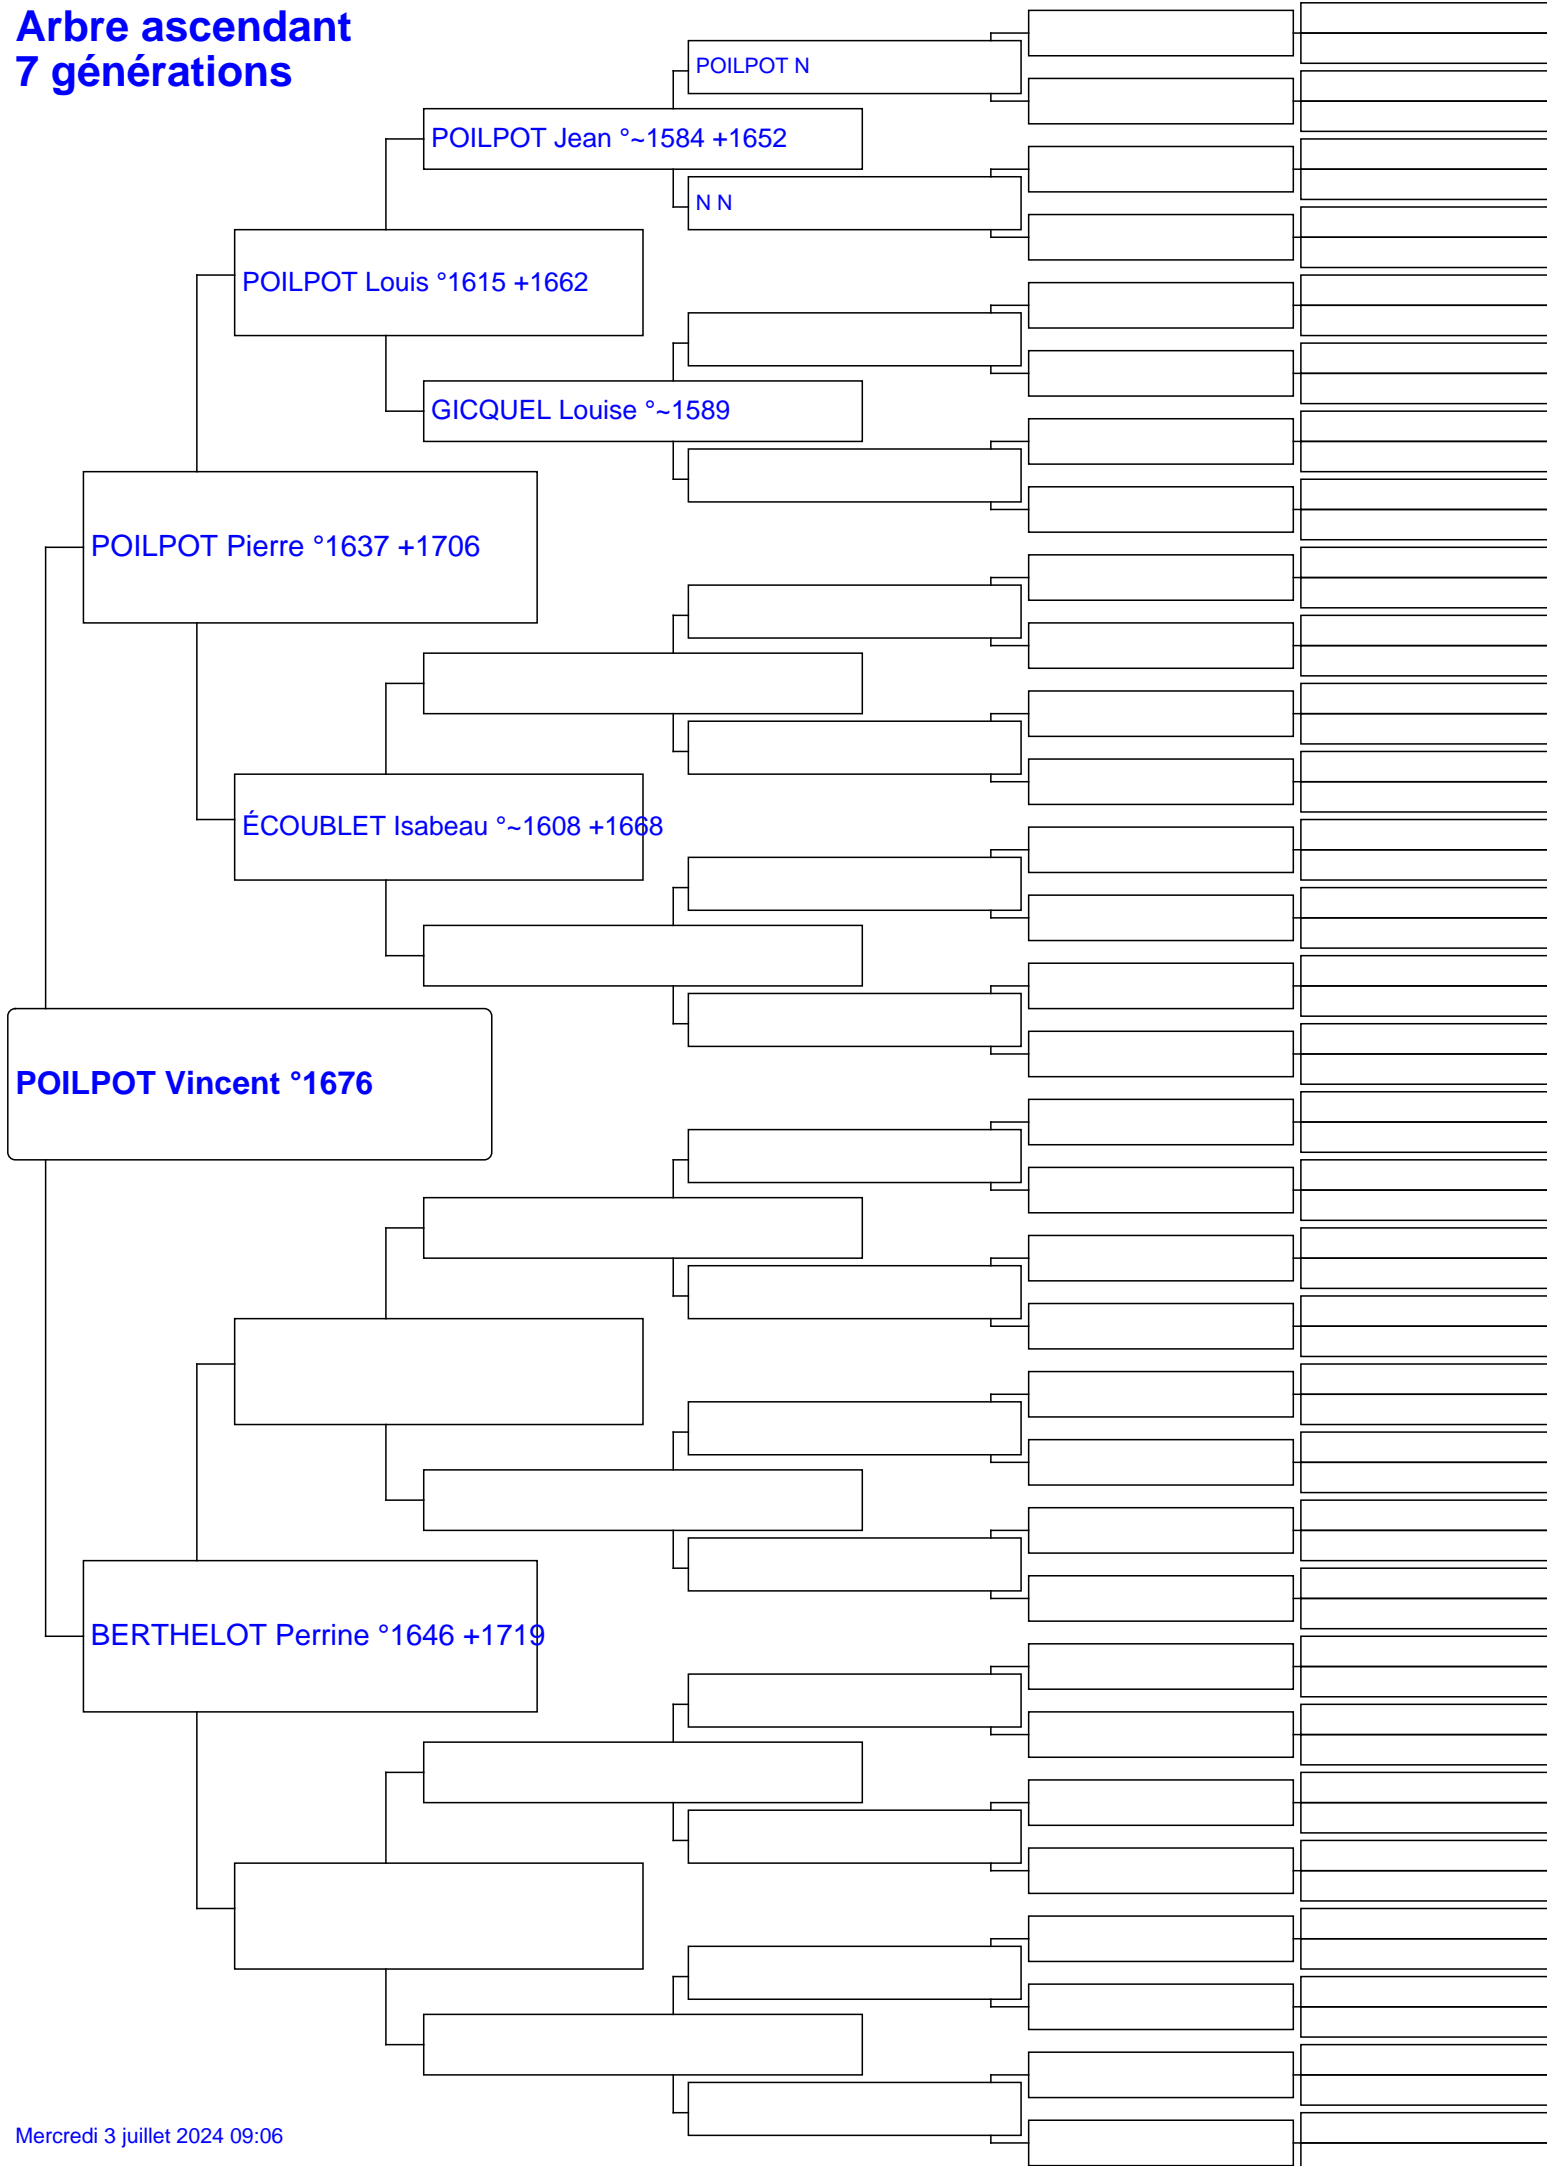 Arbre ascendant
7 générations
POILPOT N
POILPOT Jean °~1584 +1652
N N
POILPOT Louis °1615 +1662
GICQUEL Louise °~1589
POILPOT Pierre °1637 +1706
ÉCOUBLET Isabeau °~1608 +1668
POILPOT Vincent °1676
BERTHELOT Perrine °1646 +1719
Mercredi 3 juillet 2024 09:06